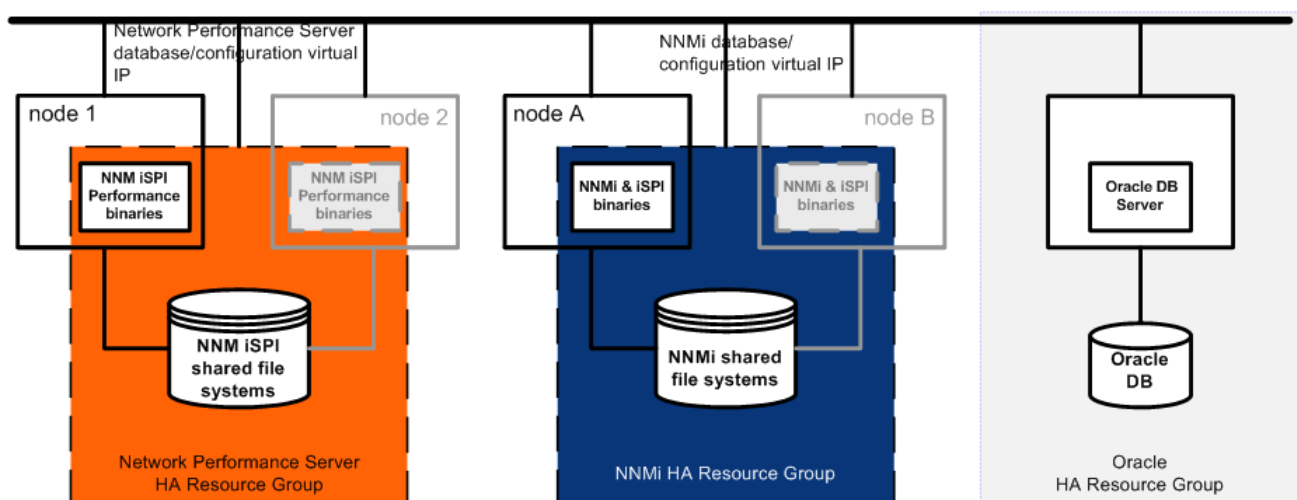 Network Performance Server
database/configuration virtual
IP
NNMi database/
configuration virtual IP
node 1
node 2
node A
node B
NNM iSPI
Performance
binaries
NNM iSPI
Performance
binaries
NNMi & iSPI
binaries
NNMi & iSPI
binaries
Oracle DB
Server
NNM iSPI
shared file
systems
NNMi shared
file systems
Oracle
DB
Network Performance Server
HA Resource Group
NNMi HA Resource Group
Oracle
HA Resource Group